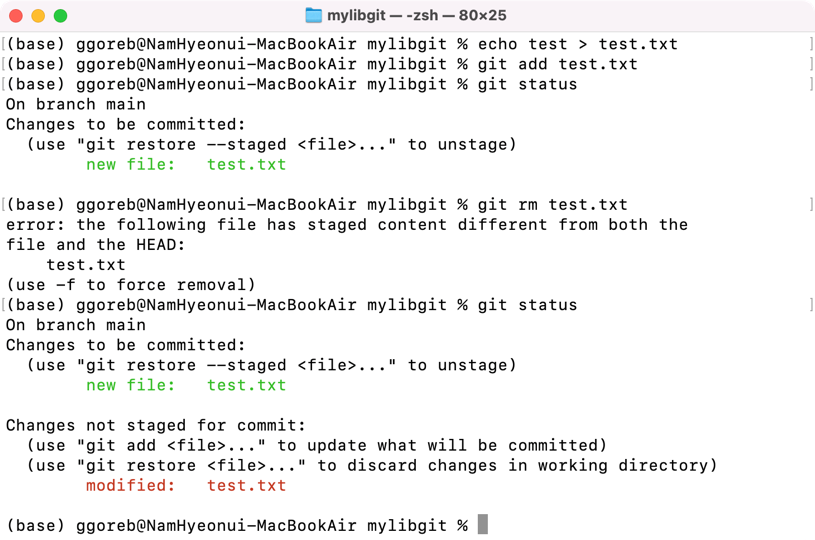 mylibgit — -zsh — 80×25
(base) ggoreb@NamHyeonui-MacBookAir mylibgit % echo test > test.txt
(base) ggoreb@NamHyeonui-MacBookAir mylibgit % git add test.txt
(base) ggoreb@NamHyeonui-MacBookAir mylibgit % git status
On branch main
Changes to be committed:
  (use "git restore --staged <file>..." to unstage)
        new file:   test.txt

(base) ggoreb@NamHyeonui-MacBookAir mylibgit % git rm test.txt
error: the following file has staged content different from both the
file and the HEAD:
    test.txt
(use -f to force removal)
(base) ggoreb@NamHyeonui-MacBookAir mylibgit % git status
On branch main
Changes to be committed:
  (use "git restore --staged <file>..." to unstage)
        new file:   test.txt

Changes not staged for commit:
  (use "git add <file>..." to update what will be committed)
  (use "git restore <file>..." to discard changes in working directory)
        modified:   test.txt

(base) ggoreb@NamHyeonui-MacBookAir mylibgit %